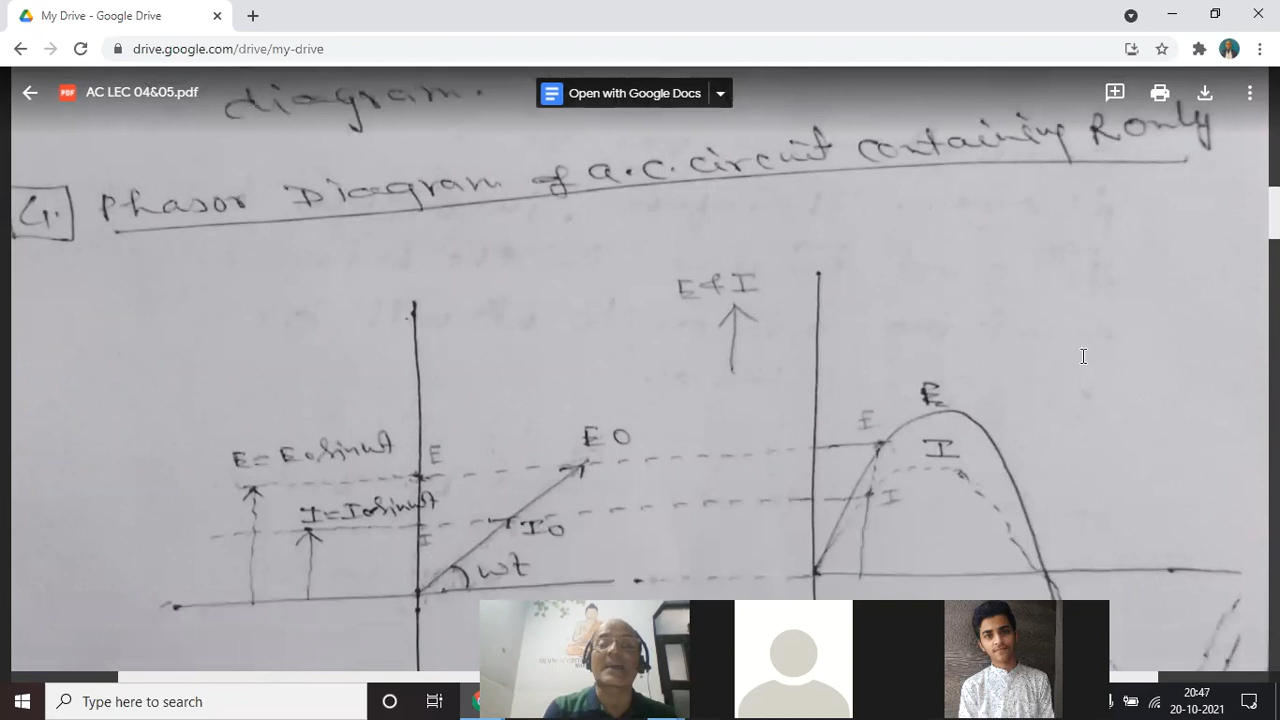 My Drive - Google Drive
drive.google.com/drive/my-drive
AC LEC 04&05.pdf
Open with Google Docs
diagram.
4. Phasor Diagram of a.c. circuit containing R only
E & I
E
E
I
E = E0 sinωt
E
E0
I = I0 sinωt
I
I0
I
ωt
Type here to search
20:47
20-10-2021